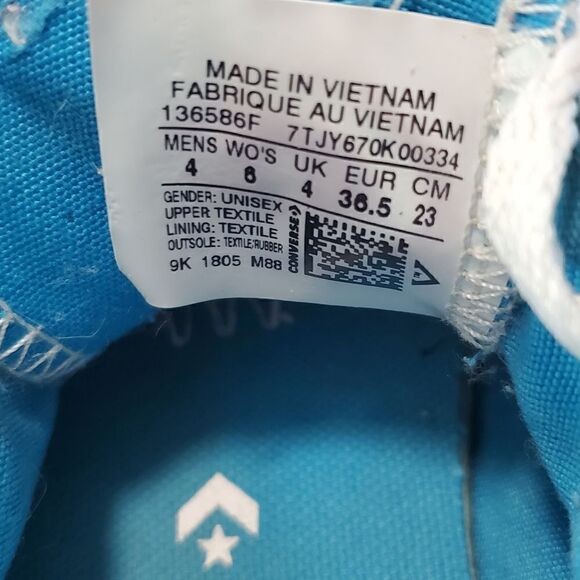 MADE IN VIETNAM
FABRIQUE AU VIETNAM
136586F 7TJY670K00334
MENS WO'S UK EUR CM
4 6 4 36.5 23
GENDER: UNISEX
UPPER TEXTILE
LINING: TEXTILE
OUTSOLE: TEXTILE/RUBBER
9K 1805 M88
CONVERSE